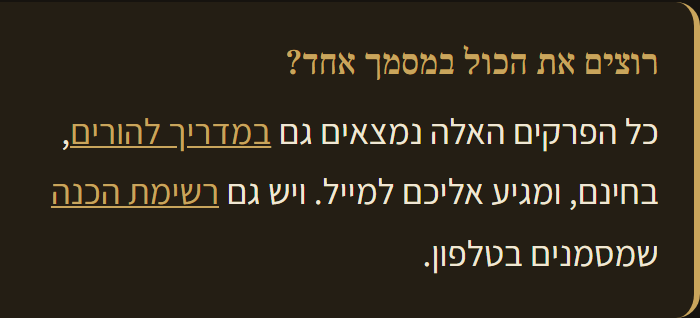 רוצים את הכול במסמך אחד?
כל הפרקים האלה נמצאים גם במדריך להורים,
בחינם, ומגיע אליכם למייל. ויש גם רשימת הכנה
שמסמנים בטלפון.